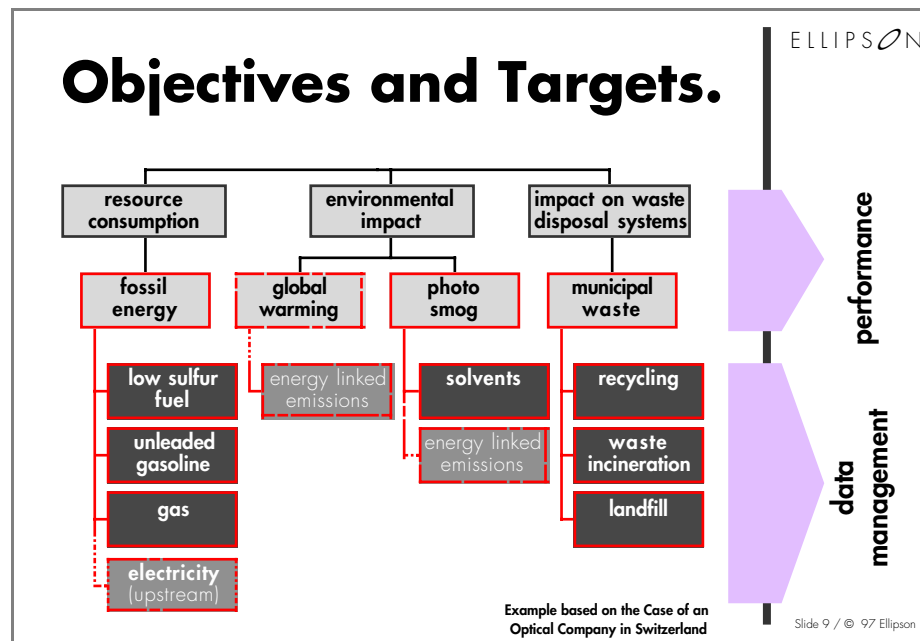 ELLIPSON
Objectives and Targets.
resource
consumption
environmental
impact
impact on waste
disposal systems
fossil
energy
global
warming
photo
smog
municipal
waste
performance
low sulfur
fuel
energy linked
emissions
solvents
recycling
unleaded
gasoline
energy linked
emissions
waste
incineration
gas
landfill
electricity
(upstream)
data
management
Example based on the Case of an
Optical Company in Switzerland
Slide 9 / © 97 Ellipson